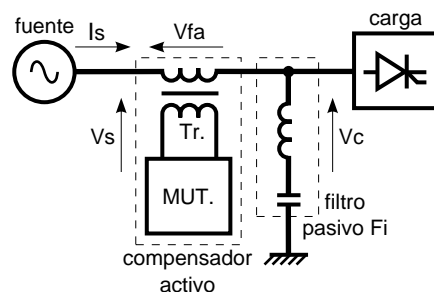 fuente
Is
Vfa
carga
Vs
Tr.
Vc
MUT.
filtro
pasivo Fi
compensador
activo